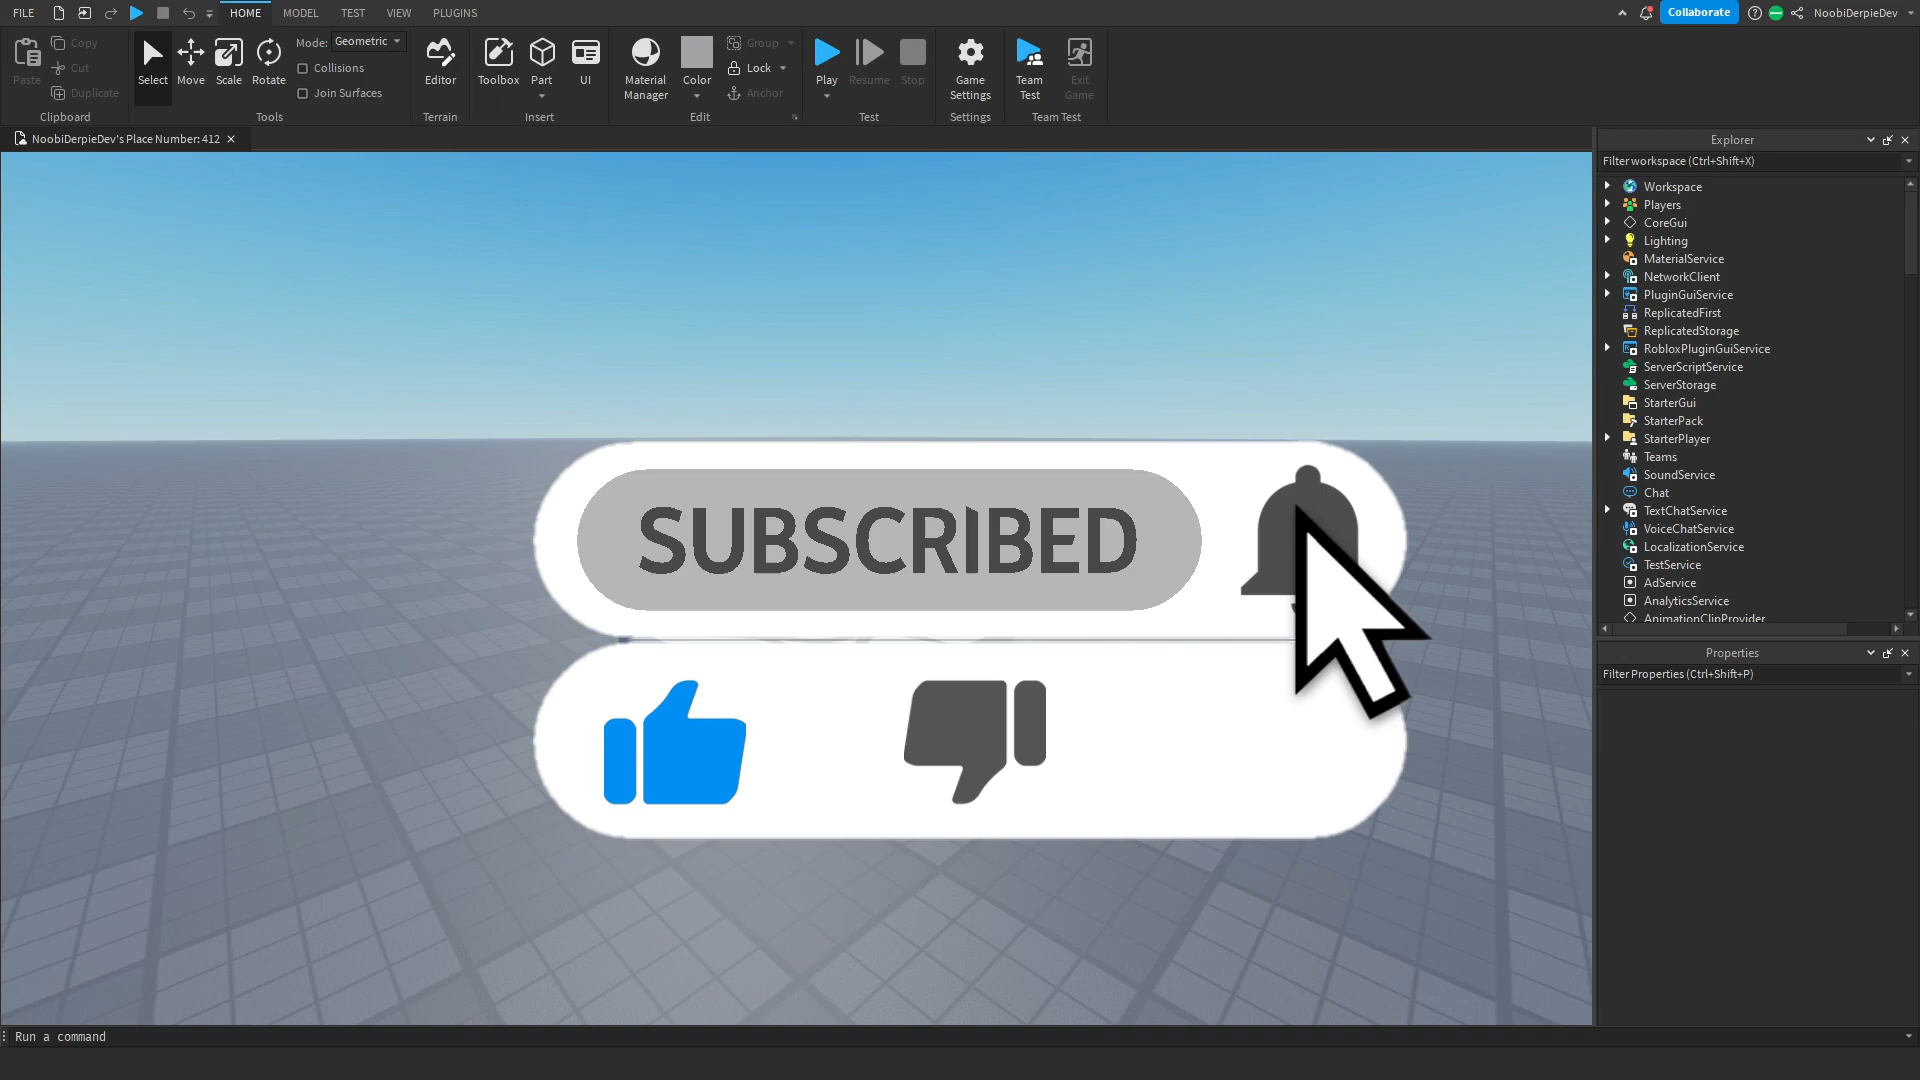 FILE HOME MODEL TEST VIEW PLUGINS Collaborate NoobiDerpieDev
Paste Copy Cut Duplicate
Clipboard
Select Move Scale Rotate
Mode: Geometric
Collisions
Join Surfaces
Tools
Editor
Terrain
Toolbox Part UI
Insert
Material Manager Color Group Lock Anchor
Edit
Play Resume Stop
Test
Game Settings
Settings
Team Test Exit Game
Team Test
NoobiDerpieDev's Place Number: 412
SUBSCRIBED
Explorer
Filter workspace (Ctrl+Shift+X)
Workspace
Players
CoreGui
Lighting
MaterialService
NetworkClient
PluginGuiService
ReplicatedFirst
ReplicatedStorage
RobloxPluginGuiService
ServerScriptService
ServerStorage
StarterGui
StarterPack
StarterPlayer
Teams
SoundService
Chat
TextChatService
VoiceChatService
LocalizationService
TestService
AdService
AnalyticsService
AnimationClipProvider
Properties
Filter Properties (Ctrl+Shift+P)
Run a command